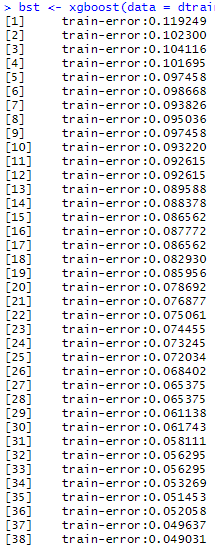 > bst <- xgboost(data = dtrain
[1] train-error:0.119249
[2] train-error:0.102300
[3] train-error:0.104116
[4] train-error:0.101695
[5] train-error:0.097458
[6] train-error:0.098668
[7] train-error:0.093826
[8] train-error:0.095036
[9] train-error:0.097458
[10] train-error:0.093220
[11] train-error:0.092615
[12] train-error:0.092615
[13] train-error:0.089588
[14] train-error:0.088378
[15] train-error:0.086562
[16] train-error:0.087772
[17] train-error:0.086562
[18] train-error:0.082930
[19] train-error:0.085956
[20] train-error:0.078692
[21] train-error:0.076877
[22] train-error:0.075061
[23] train-error:0.074455
[24] train-error:0.073245
[25] train-error:0.072034
[26] train-error:0.068402
[27] train-error:0.065375
[28] train-error:0.065375
[29] train-error:0.061138
[30] train-error:0.061743
[31] train-error:0.058111
[32] train-error:0.056295
[33] train-error:0.056295
[34] train-error:0.053269
[35] train-error:0.051453
[36] train-error:0.052058
[37] train-error:0.049637
[38] train-error:0.049031